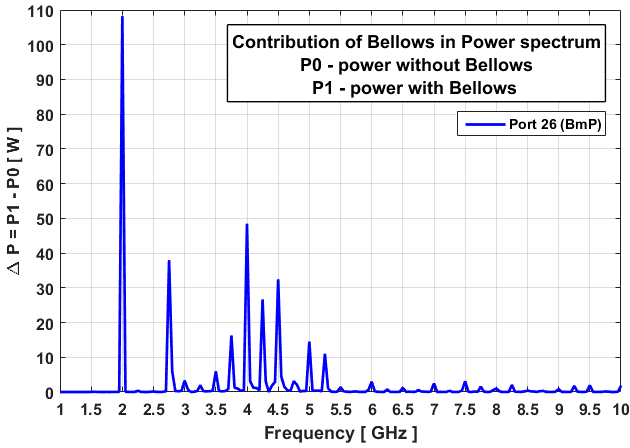 Contribution of Bellows in Power spectrum
P0 - power without Bellows
P1 - power with Bellows
Port 26 (BmP)
110
100
90
80
70
60
50
40
30
20
10
0
Δ P = P1 - P0 [ W ]
1 1.5 2 2.5 3 3.5 4 4.5 5 5.5 6 6.5 7 7.5 8 8.5 9 9.5 10
Frequency [ GHz ]